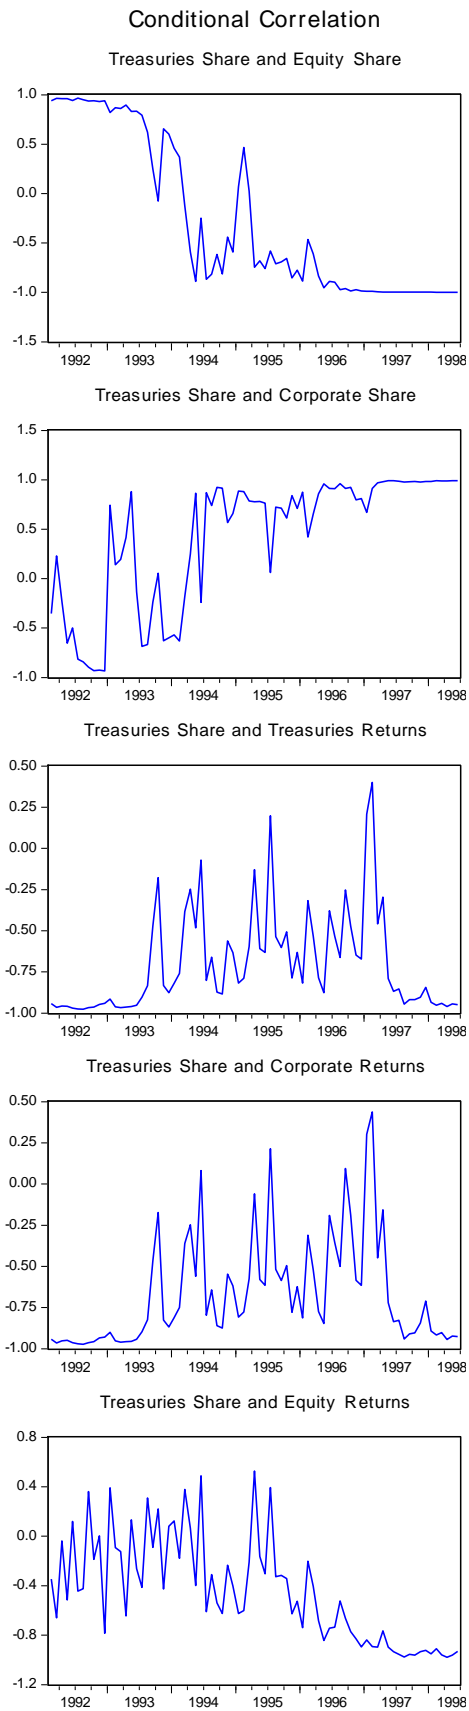 Conditional Correlation
Treasuries Share and Equity Share
1.0
0.5
0.0
-0.5
-1.0
-1.5
1992 1993 1994 1995 1996 1997 1998
Treasuries Share and Corporate Share
1.5
1.0
0.5
0.0
-0.5
-1.0
1992 1993 1994 1995 1996 1997 1998
Treasuries Share and Treasuries Returns
0.50
0.25
0.00
-0.25
-0.50
-0.75
-1.00
1992 1993 1994 1995 1996 1997 1998
Treasuries Share and Corporate Returns
0.50
0.25
0.00
-0.25
-0.50
-0.75
-1.00
1992 1993 1994 1995 1996 1997 1998
Treasuries Share and Equity Returns
0.8
0.4
0.0
-0.4
-0.8
-1.2
1992 1993 1994 1995 1996 1997 1998